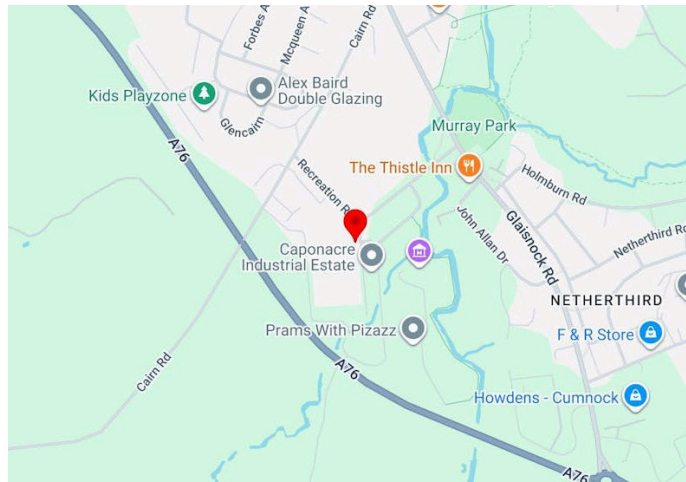 Forbes A
Mcqueen A
Cairn Rd
Kids Playzone
Alex Baird
Double Glazing
Glencairn
A76
Murray Park
The Thistle Inn
Recreation R
Holmburn Rd
John Allan Dr
Glaisnock Rd
Netherthird Ro
Caponacre
Industrial Estate
NETHERTHIRD
Prams With Pizazz
F & R Store
Cairn Rd
A76
Howdens - Cumnock
A76